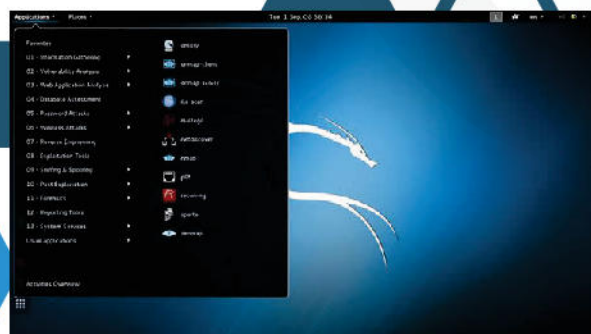 Applications Places Tue 1 Sep, en
Favorites
01 - Information Gathering
02 - Vulnerability Analysis
03 - Web Application Analysis
04 - Database Assessment
05 - Password Attacks
06 - Wireless Attacks
07 - Reverse Engineering
08 - Exploitation Tools
09 - Sniffing & Spoofing
10 - Post Exploitation
11 - Forensics
12 - Reporting Tools
13 - System Services
Usual applications
Activities Overview
dmitry
dnmap-client
dnmap-server
ike-scan
maltego
netdiscover
nmap
p0f
recon-ng
sparta
zenmap